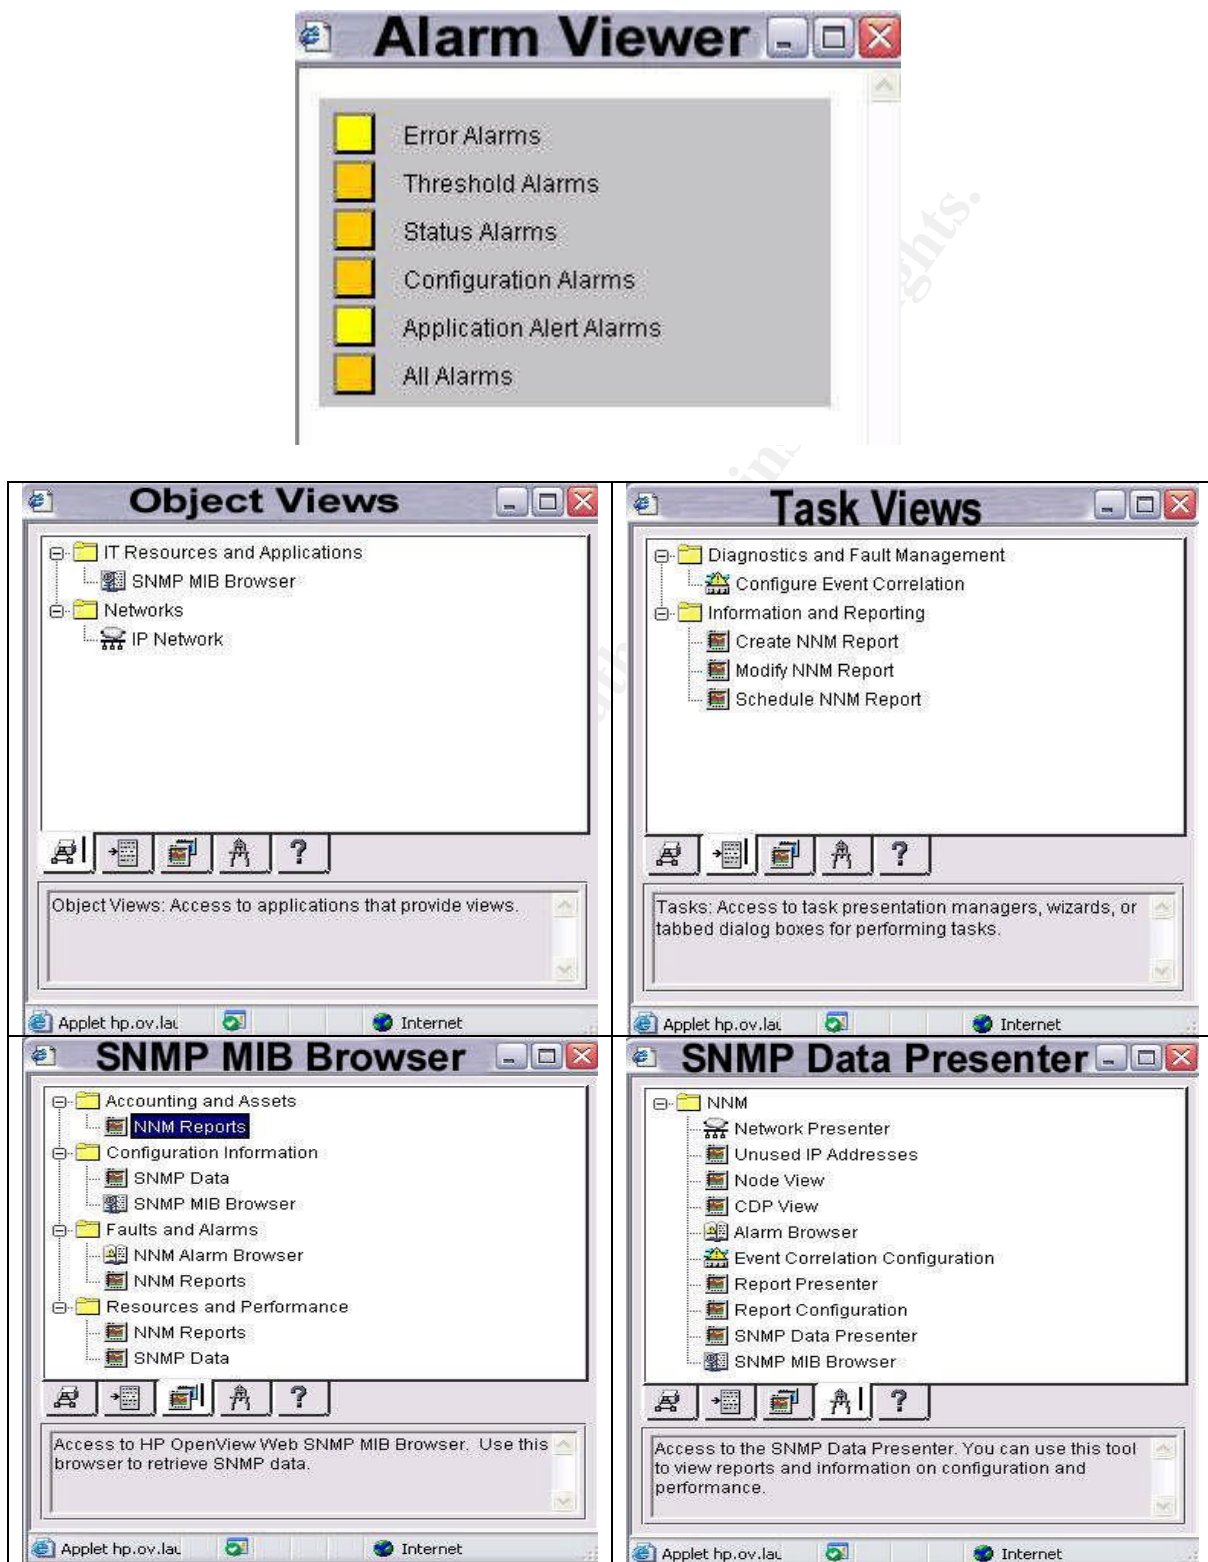 Alarm Viewer
Error Alarms
Threshold Alarms
Status Alarms
Configuration Alarms
Application Alert Alarms
All Alarms
Object Views
IT Resources and Applications
SNMP MIB Browser
Networks
IP Network
?
Object Views: Access to applications that provide views.
Applet hp.ov.lau
Internet
Task Views
Diagnostics and Fault Management
Configure Event Correlation
Information and Reporting
Create NNM Report
Modify NNM Report
Schedule NNM Report
?
Tasks: Access to task presentation managers, wizards, or
tabbed dialog boxes for performing tasks.
Applet hp.ov.lau
Internet
SNMP MIB Browser
Accounting and Assets
NNM Reports
Configuration Information
SNMP Data
SNMP MIB Browser
Faults and Alarms
NNM Alarm Browser
NNM Reports
Resources and Performance
NNM Reports
SNMP Data
?
Access to HP OpenView Web SNMP MIB Browser. Use this
browser to retrieve SNMP data.
Applet hp.ov.lau
Internet
SNMP Data Presenter
NNM
Network Presenter
Unused IP Addresses
Node View
CDP View
Alarm Browser
Event Correlation Configuration
Report Presenter
Report Configuration
SNMP Data Presenter
SNMP MIB Browser
?
Access to the SNMP Data Presenter. You can use this tool
to view reports and information on configuration and
performance.
Applet hp.ov.lau
Internet